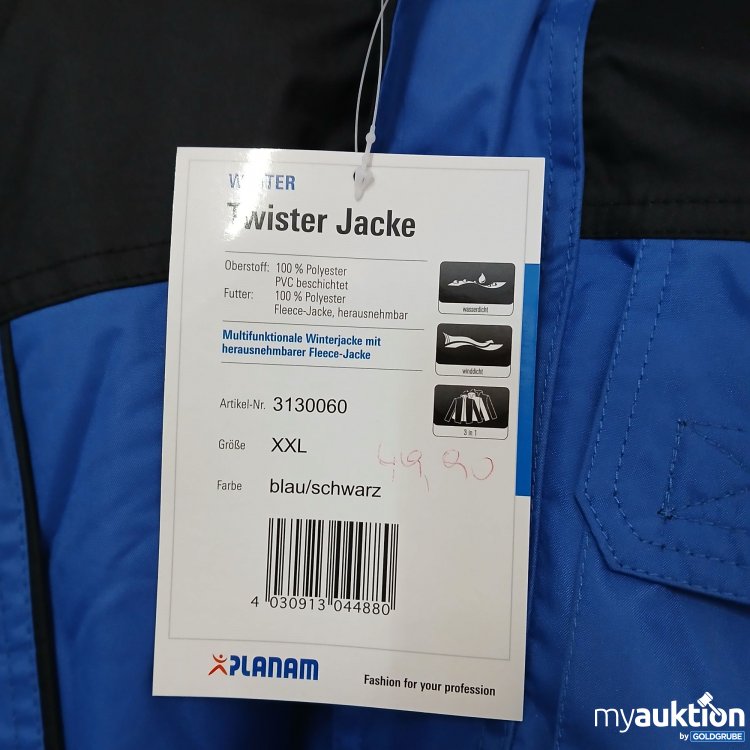 WINTER
Twister Jacke
Oberstoff: 100 % Polyester
PVC beschichtet
Futter: 100 % Polyester
Fleece-Jacke, herausnehmbar
wasserdicht
Multifunktionale Winterjacke mit
herausnehmbarer Fleece-Jacke
winddicht
Artikel-Nr. 3130060
3 in 1
Größe XXL
49,90
Farbe blau/schwarz
4 030913 044880
PLANAM
Fashion for your profession
myauktion
by GOLDGRUBE